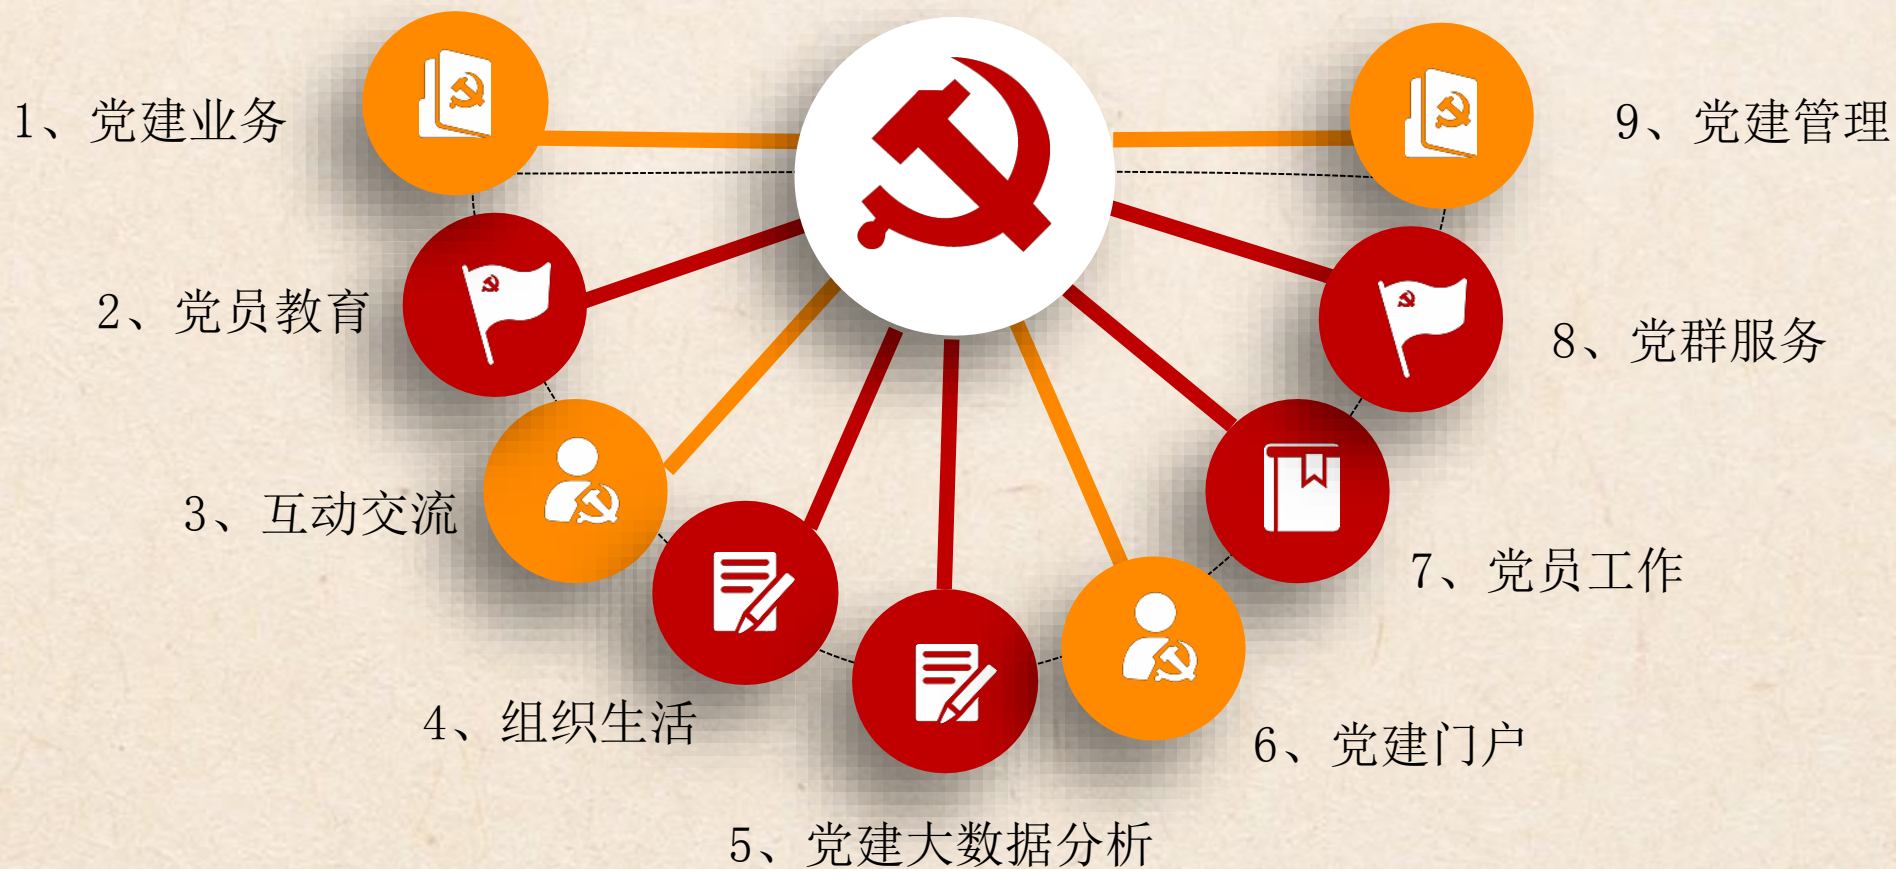 1、党建业务
2、党员教育
3、互动交流
4、组织生活
5、党建大数据分析
6、党建门户
7、党员工作
8、党群服务
9、党建管理